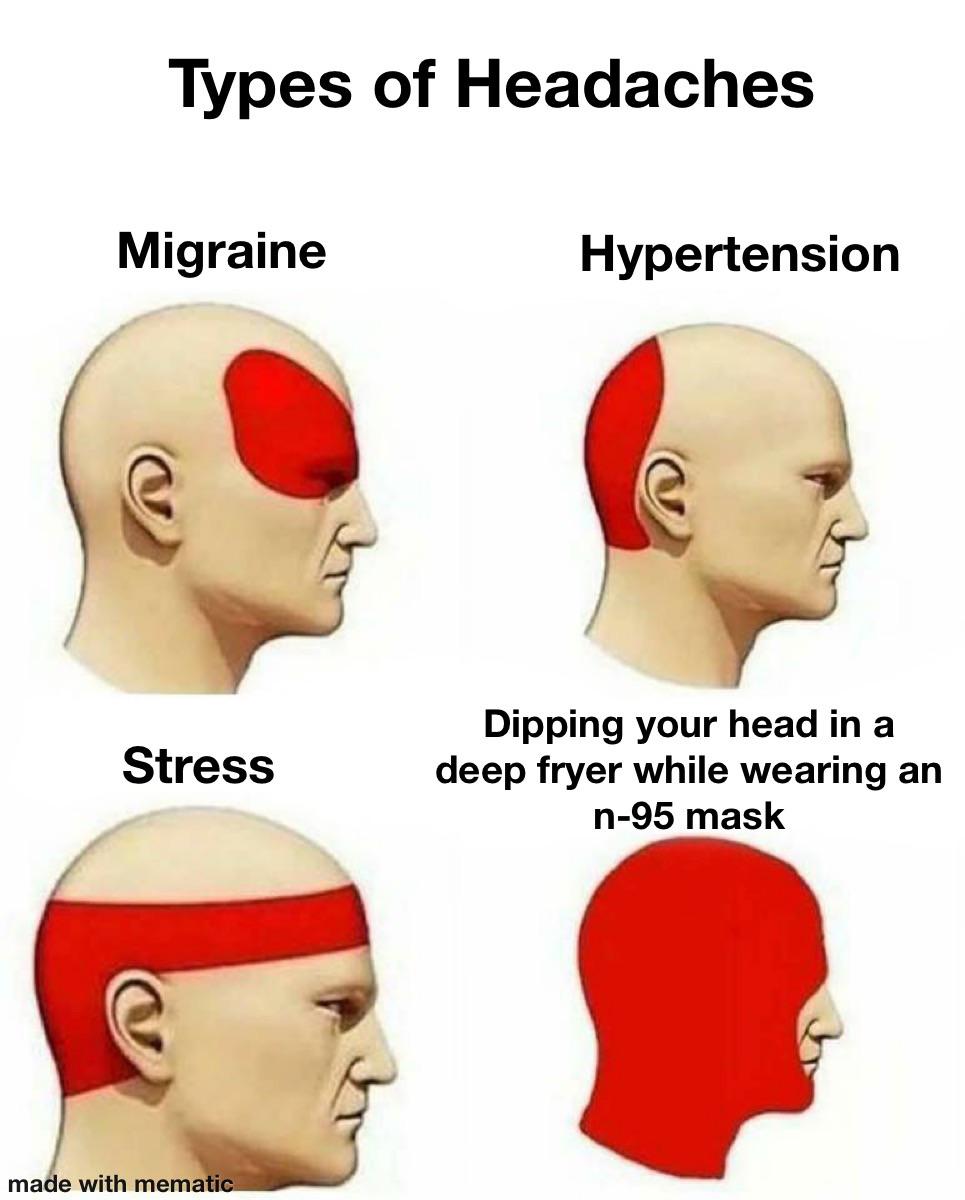 Types of Headaches
Migraine
Hypertension
Stress
Dipping your head in a
deep fryer while wearing an
n-95 mask
made with mematic